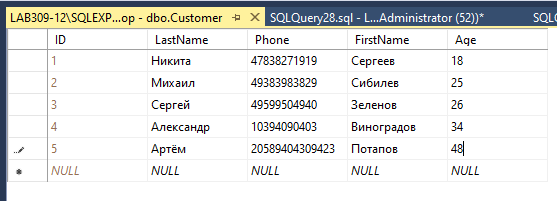 LAB309-12\SQLEXP...op - dbo.Customer SQLQuery28.sql - L...Administrator (52))*
ID LastName Phone FirstName Age
1 Никита 47838271919 Сергеев 18
2 Михаил 49383983829 Сибилев 25
3 Сергей 49599504940 Зеленов 26
4 Александр 10394090403 Виноградов 34
5 Артём 20589404309423 Потапов 48
NULL NULL NULL NULL NULL